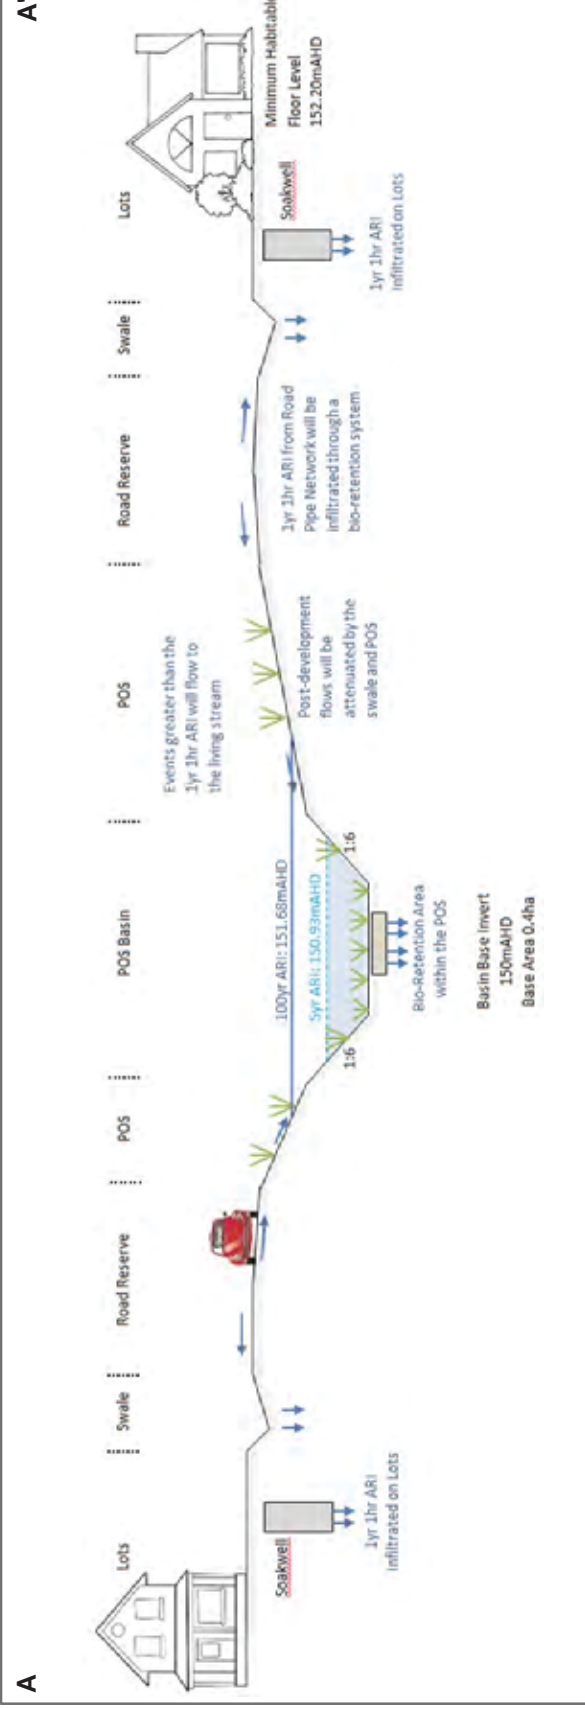 A
A'
Lots
Swale
Road Reserve
POS
POS Basin
POS
Road Reserve
Swale
Lots
Soakwell
1yr 1hr ARI
Infiltrated on Lots
100yr ARI: 151.68mAHD
5yr ARI: 150.93mAHD
1:6
1:6
Bio-Retention Area
within the POS
Basin Base Invert
150mAHD
Base Area 0.4ha
Events greater than the
1yr 1hr ARI will flow to
the living stream
Post-development
flows will be
attenuated by the
swale and POS
1yr 1hr ARI from Road
Pipe Network will be
infiltrated through a
bio-retention system
Soakwell
1yr 1hr ARI
Infiltrated on Lots
Minimum Habitable
Floor Level
152.20mAHD